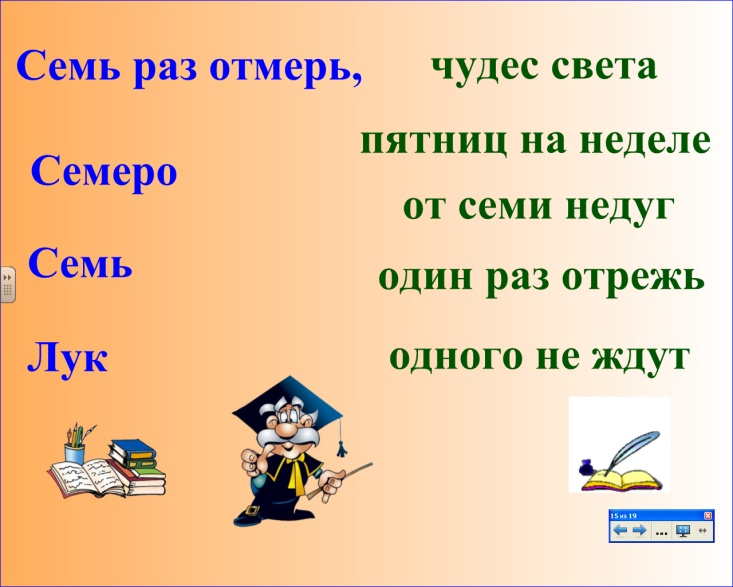 Семь раз отмерь,
чудес света
пятниц на неделе
Семеро
от семи недуг
Семь
один раз отрежь
Лук
одного не ждут
15 из 19